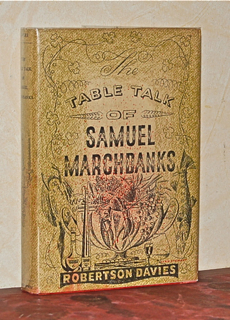 The
TABLE TALK
OF
SAMUEL
MARCHBANKS
ROBERTSON DAVIES